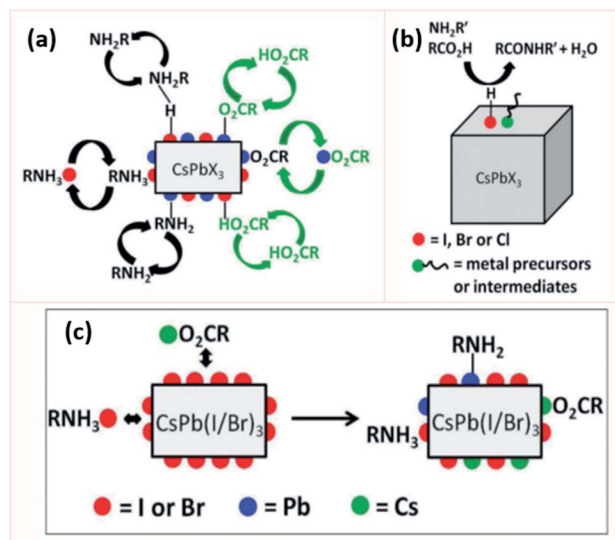 (a)
NH₂R
NH₂R
H
HO₂CR
O₂CR
RNH₃
RNH₃
CsPbX₃
O₂CR
O₂CR
RNH₂
RNH₂
HO₂CR
HO₂CR
(b)
NH₂R’
RCO₂H
RCONHR’ + H₂O
H
CsPbX₃
= I, Br or Cl
= metal precursors
or intermediates
(c)
O₂CR
RNH₃
CsPb(I/Br)₃
RNH₂
RNH₃
CsPb(I/Br)₃
O₂CR
= I or Br
= Pb
= Cs